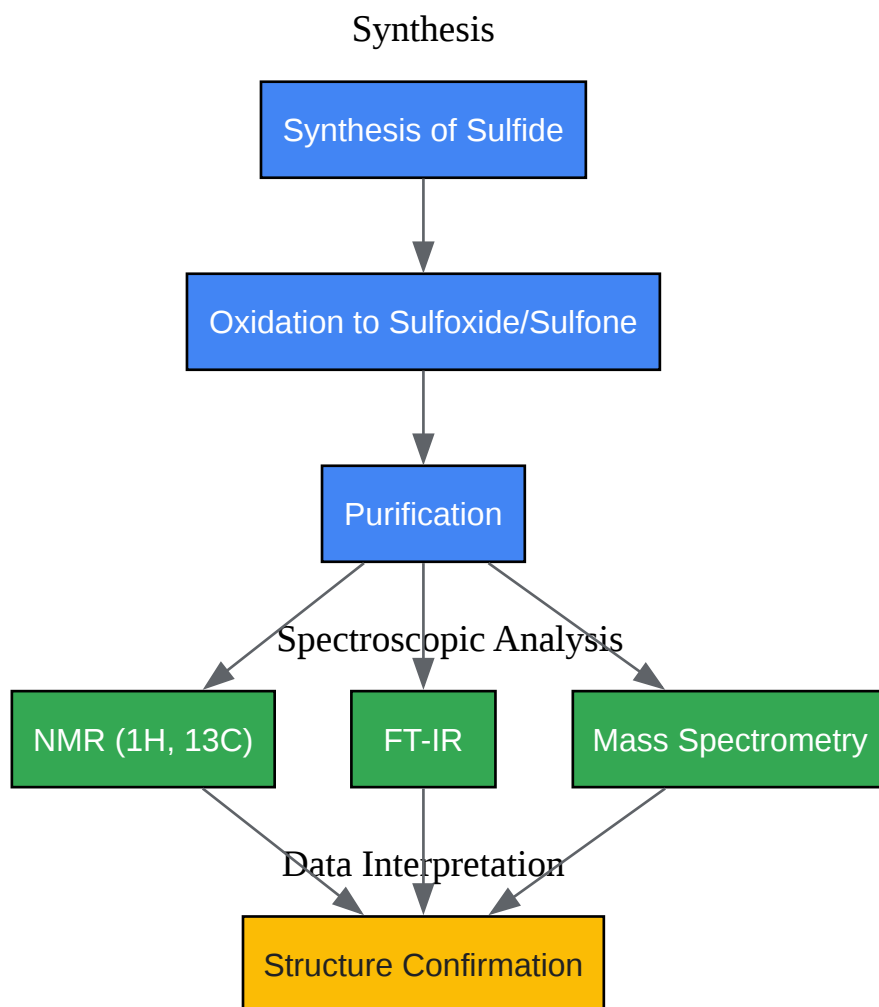 Synthesis
Synthesis of Sulfide
Oxidation to Sulfoxide/Sulfone
Purification
Spectroscopic Analysis
NMR (1H, 13C)
FT-IR
Mass Spectrometry
Data Interpretation
Structure Confirmation